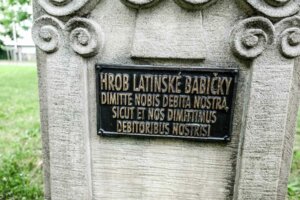 HROB LATINSKÉ BABIČKY
DIMITTE NOBIS DEBITA NOSTRA,
SICUT ET NOS DIMITTIMUS
DEBITORIBUS NOSTRIS!